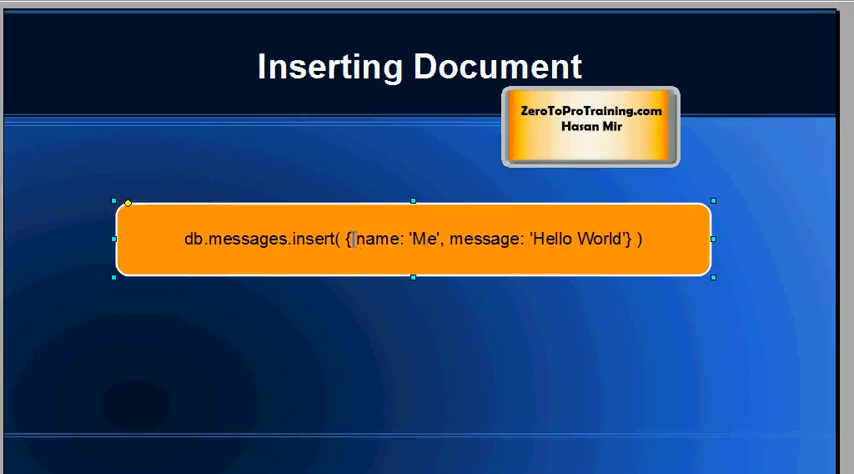 Inserting Document
ZeroToProTraining.com
Hasan Mir
db.messages.insert( {name: 'Me', message: 'Hello World'} )